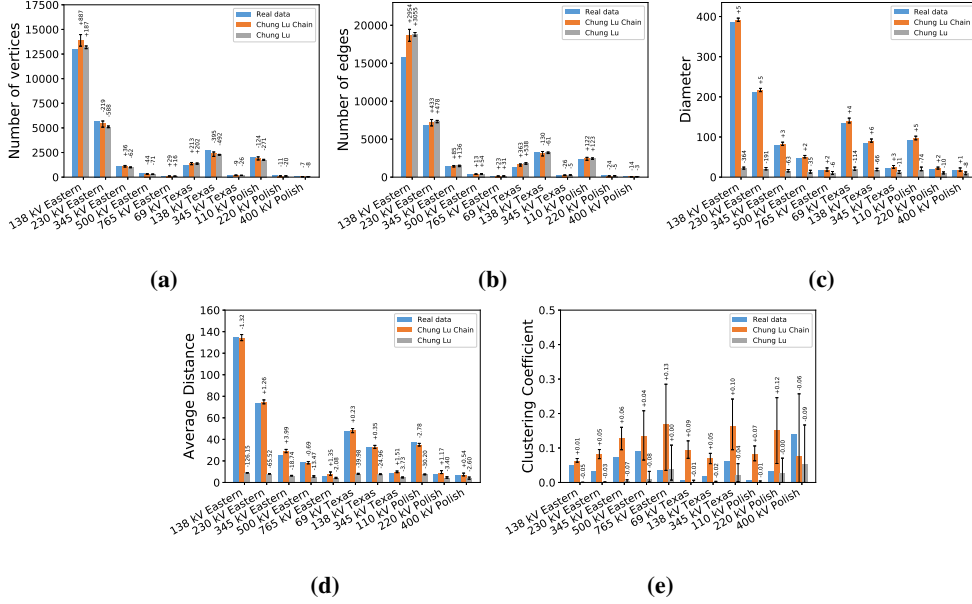 Number of vertices
17500
15000
12500
10000
7500
5000
2500
0
Real data
Chung Lu Chain
Chung Lu
+887
+187
-219
-588
+36
-62
-44
-71
+29
+16
+213
+202
-395
-492
-9
-26
-124
-271
-11
-20
-7
-8
138 kV Eastern
230 kV Eastern
345 kV Eastern
500 kV Eastern
765 kV Eastern
69 kV Texas
138 kV Texas
345 kV Texas
110 kV Polish
220 kV Polish
400 kV Polish
(a)
Number of edges
20000
15000
10000
5000
0
Real data
Chung Lu Chain
Chung Lu
+2954
+3055
+433
+478
+85
+136
+13
+54
+23
+31
+363
+538
-130
-61
-26
-5
+122
+123
-24
-5
-14
-3
138 kV Eastern
230 kV Eastern
345 kV Eastern
500 kV Eastern
765 kV Eastern
69 kV Texas
138 kV Texas
345 kV Texas
110 kV Polish
220 kV Polish
400 kV Polish
(b)
Diameter
400
300
200
100
0
Real data
Chung Lu Chain
Chung Lu
+5
-364
+5
-191
+3
-63
+2
-35
+2
-6
+4
-114
+6
-66
+3
-11
+5
-74
+2
-10
+1
-8
138 kV Eastern
230 kV Eastern
345 kV Eastern
500 kV Eastern
765 kV Eastern
69 kV Texas
138 kV Texas
345 kV Texas
110 kV Polish
220 kV Polish
400 kV Polish
(c)
Average Distance
160
140
120
100
80
60
40
20
0
Real data
Chung Lu Chain
Chung Lu
-1.32
-126.13
+1.26
-65.52
+3.99
-18.74
-0.69
-13.47
+1.35
-2.08
+0.23
-39.98
+0.35
-24.96
+1.51
-3.73
-2.78
-30.20
+1.17
-3.40
+0.54
-2.60
138 kV Eastern
230 kV Eastern
345 kV Eastern
500 kV Eastern
765 kV Eastern
69 kV Texas
138 kV Texas
345 kV Texas
110 kV Polish
220 kV Polish
400 kV Polish
(d)
Clustering Coefficient
0.5
0.4
0.3
0.2
0.1
0.0
Real data
Chung Lu Chain
Chung Lu
+0.01
-0.05
+0.05
-0.03
+0.06
-0.07
+0.04
-0.08
+0.13
+0.00
+0.09
-0.01
+0.05
-0.02
+0.10
-0.04
+0.07
-0.01
+0.12
-0.00
-0.06
-0.09
138 kV Eastern
230 kV Eastern
345 kV Eastern
500 kV Eastern
765 kV Eastern
69 kV Texas
138 kV Texas
345 kV Texas
110 kV Polish
220 kV Polish
400 kV Polish
(e)